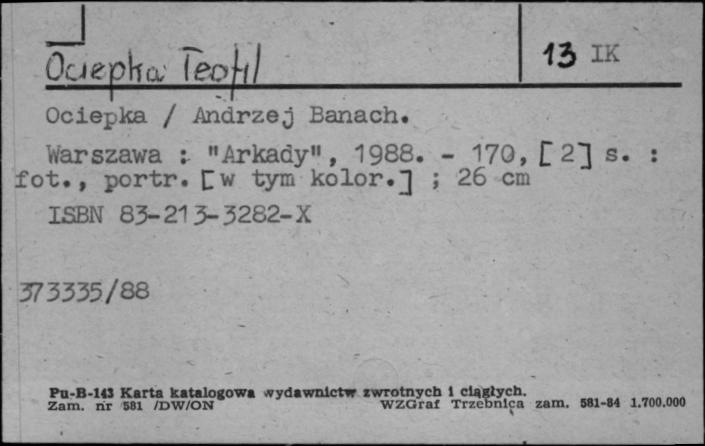 Ociepka Teofil
13 IK
Ociepka / Andrzej Banach.
Warszawa : "Arkady", 1988. - 170, [2] s. :
fot., portr. [w tym kolor.] ; 26 cm
ISBN 83-213-3282-X
373335/88
Pu-B-143 Karta katalogowa wydawnictw zwrotnych i ciągłych.
Zam. nr 581 /DW/ON WZGraf Trzebnica zam. 581-84 1.700.000